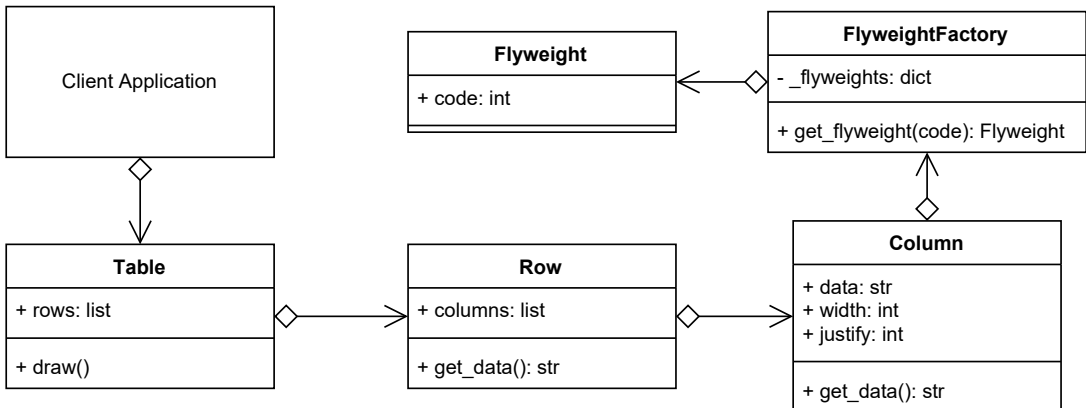 Client Application
Flyweight
+ code: int
FlyweightFactory
- _flyweights: dict
+ get_flyweight(code): Flyweight
Table
+ rows: list
+ draw()
Row
+ columns: list
+ get_data(): str
Column
+ data: str
+ width: int
+ justify: int
+ get_data(): str